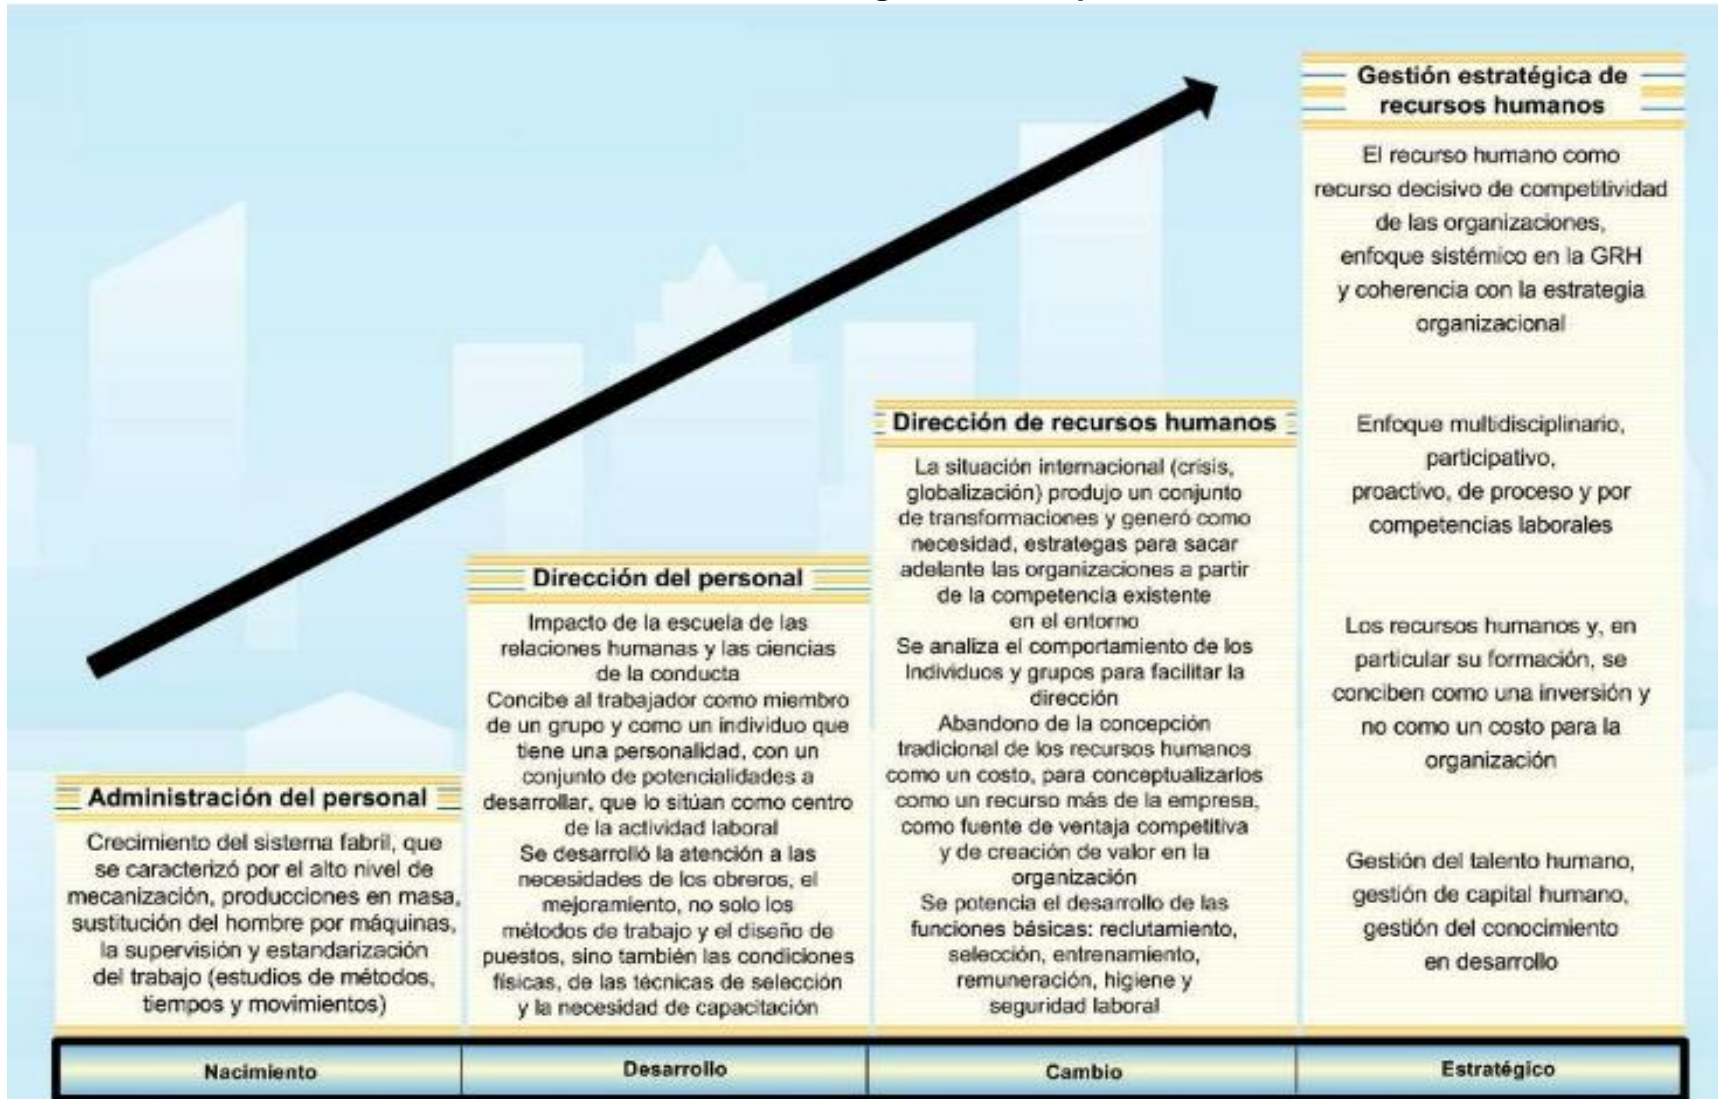 Administración del personal
Crecimiento del sistema fabril, que
se caracterizó por el alto nivel de
mecanización, producciones en masa,
sustitución del hombre por máquinas,
la supervisión y estandarización
del trabajo (estudios de métodos,
tiempos y movimientos)
Dirección del personal
Impacto de la escuela de las
relaciones humanas y las ciencias
de la conducta
Concibe al trabajador como miembro
de un grupo y como un individuo que
tiene una personalidad, con un
conjunto de potencialidades a
desarrollar, que lo sitúan como centro
de la actividad laboral
Se desarrolló la atención a las
necesidades de los obreros, el
mejoramiento, no solo los
métodos de trabajo y el diseño de
puestos, sino también las condiciones
físicas, de las técnicas de selección
y la necesidad de capacitación
Dirección de recursos humanos
La situación internacional (crisis,
globalización) produjo un conjunto
de transformaciones y generó como
necesidad, estrategas para sacar
adelante las organizaciones a partir
de la competencia existente
en el entorno
Se analiza el comportamiento de los
Individuos y grupos para facilitar la
dirección
Abandono de la concepción
tradicional de los recursos humanos
como un costo, para conceptualizarlos
como un recurso más de la empresa,
como fuente de ventaja competitiva
y de creación de valor en la
organización
Se potencia el desarrollo de las
funciones básicas: reclutamiento,
selección, entrenamiento,
remuneración, higiene y
seguridad laboral
Gestión estratégica de
recursos humanos
El recurso humano como
recurso decisivo de competitividad
de las organizaciones,
enfoque sistémico en la GRH
y coherencia con la estrategia
organizacional
Enfoque multidisciplinario,
participativo,
proactivo, de proceso y por
competencias laborales
Los recursos humanos y, en
particular su formación, se
conciben como una inversión y
no como un costo para la
organización
Gestión del talento humano,
gestión de capital humano,
gestión del conocimiento
en desarrollo
Nacimiento
Desarrollo
Cambio
Estratégico